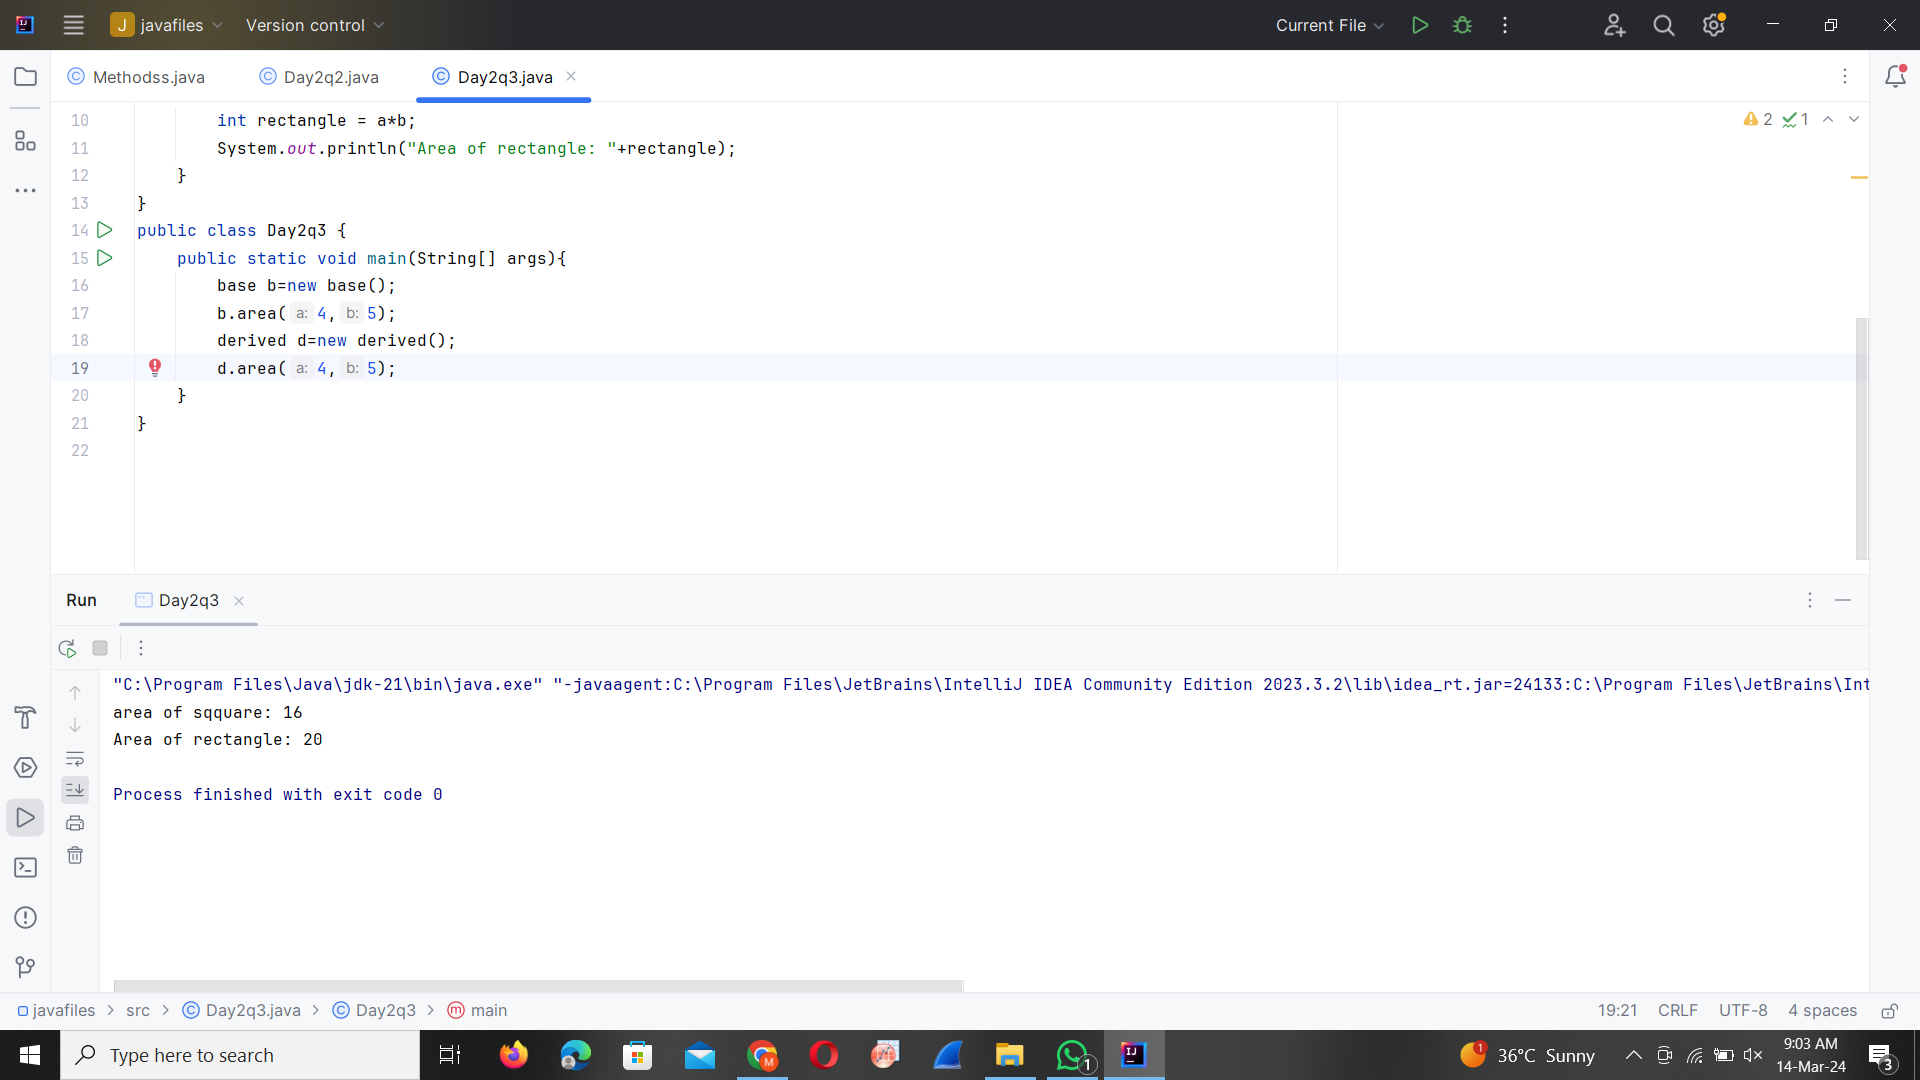 J javafiles Version control Current File
Methodss.java Day2q2.java Day2q3.java
10 int rectangle = a*b; 2 1
11 System.out.println("Area of rectangle: "+rectangle);
12 }
13 }
14 public class Day2q3 {
15 public static void main(String[] args){
16 base b=new base();
17 b.area( a: 4, b: 5);
18 derived d=new derived();
19 d.area( a: 4, b: 5);
20 }
21 }
22
Run Day2q3
"C:\Program Files\Java\jdk-21\bin\java.exe" "-javaagent:C:\Program Files\JetBrains\IntelliJ IDEA Community Edition 2023.3.2\lib\idea_rt.jar=24133:C:\Program Files\JetBrains\Int
area of sqquare: 16
Area of rectangle: 20
Process finished with exit code 0
javafiles > src > Day2q3.java > Day2q3 > main 19:21 CRLF UTF-8 4 spaces
Type here to search 1 1 36°C Sunny 9:03 AM
14-Mar-24 3